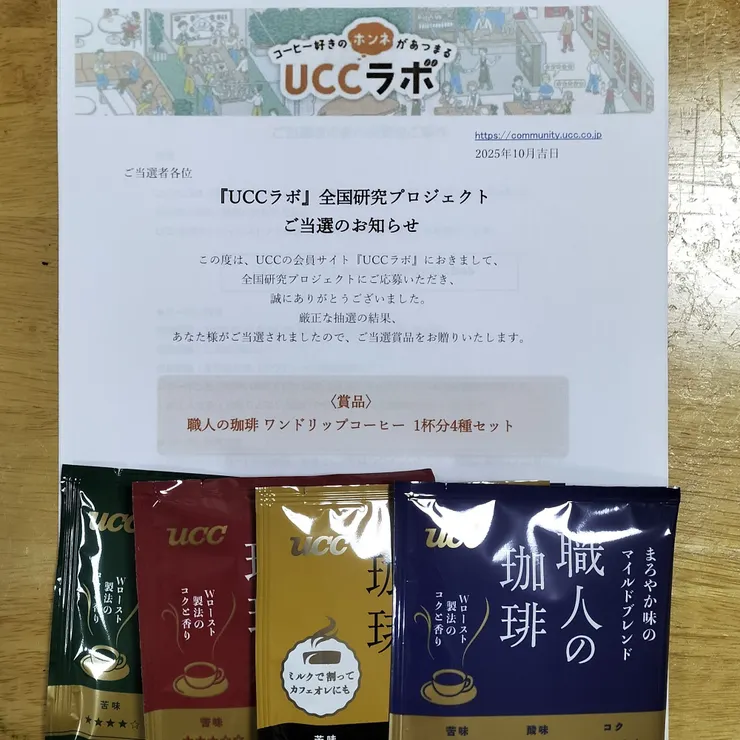 コーヒー好きのホンネがあつまる
UCCラボ
https://community.ucc.co.jp
2025年10月吉日
ご当選者各位
『UCCラボ』全国研究プロジェクト
ご当選のお知らせ
この度は、UCCの会員サイト『UCCラボ』におきまして、
全国研究プロジェクトにご応募いただき、
誠にありがとうございました。
厳正な抽選の結果、
あなた様がご当選されましたので、ご当選賞品をお贈りいたします。
〈賞品〉
職人の珈琲 ワンドリップコーヒー 1杯分4種セット
ucc
Wロースト
製法の
コクと香り
苦味
★★★★☆
ucc
珈
Wロースト
製法の
コクと香り
苦味
ucc
珈
琲
ミルクで割って
カフェオレにも
苦味
ucc
まろやか味の
マイルドブレンド
職人の
珈琲
Wロースト
製法の
コクと香り
苦味
酸味
コク